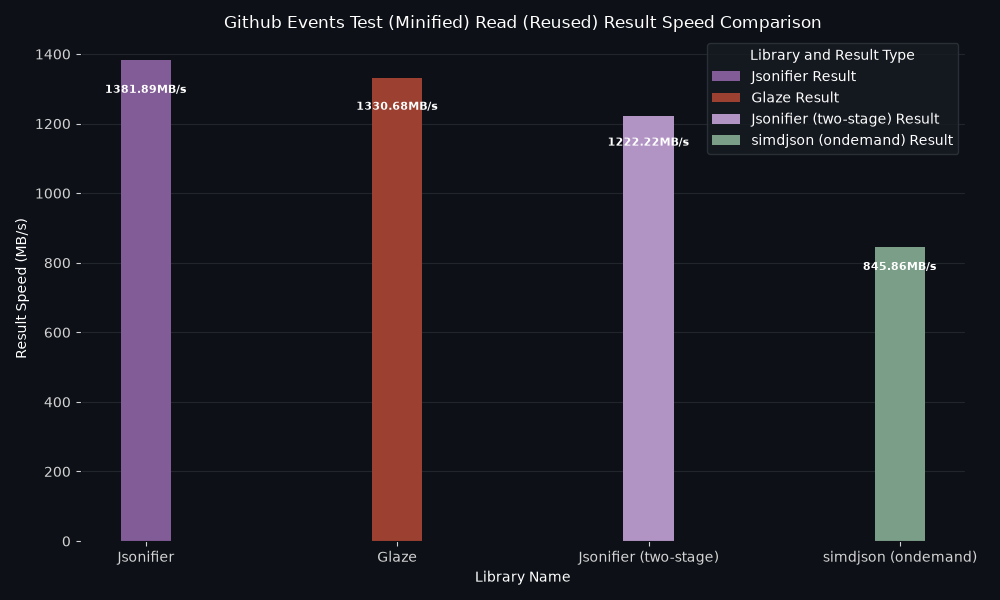 Github Events Test (Minified) Read (Reused) Result Speed Comparison
Library and Result Type
Jsonifier Result
Glaze Result
Jsonifier (two-stage) Result
simdjson (ondemand) Result
Result Speed (MB/s)
1400
1200
1000
800
600
400
200
0
1381.89MB/s
1330.68MB/s
1222.22MB/s
845.86MB/s
Jsonifier
Glaze
Jsonifier (two-stage)
simdjson (ondemand)
Library Name